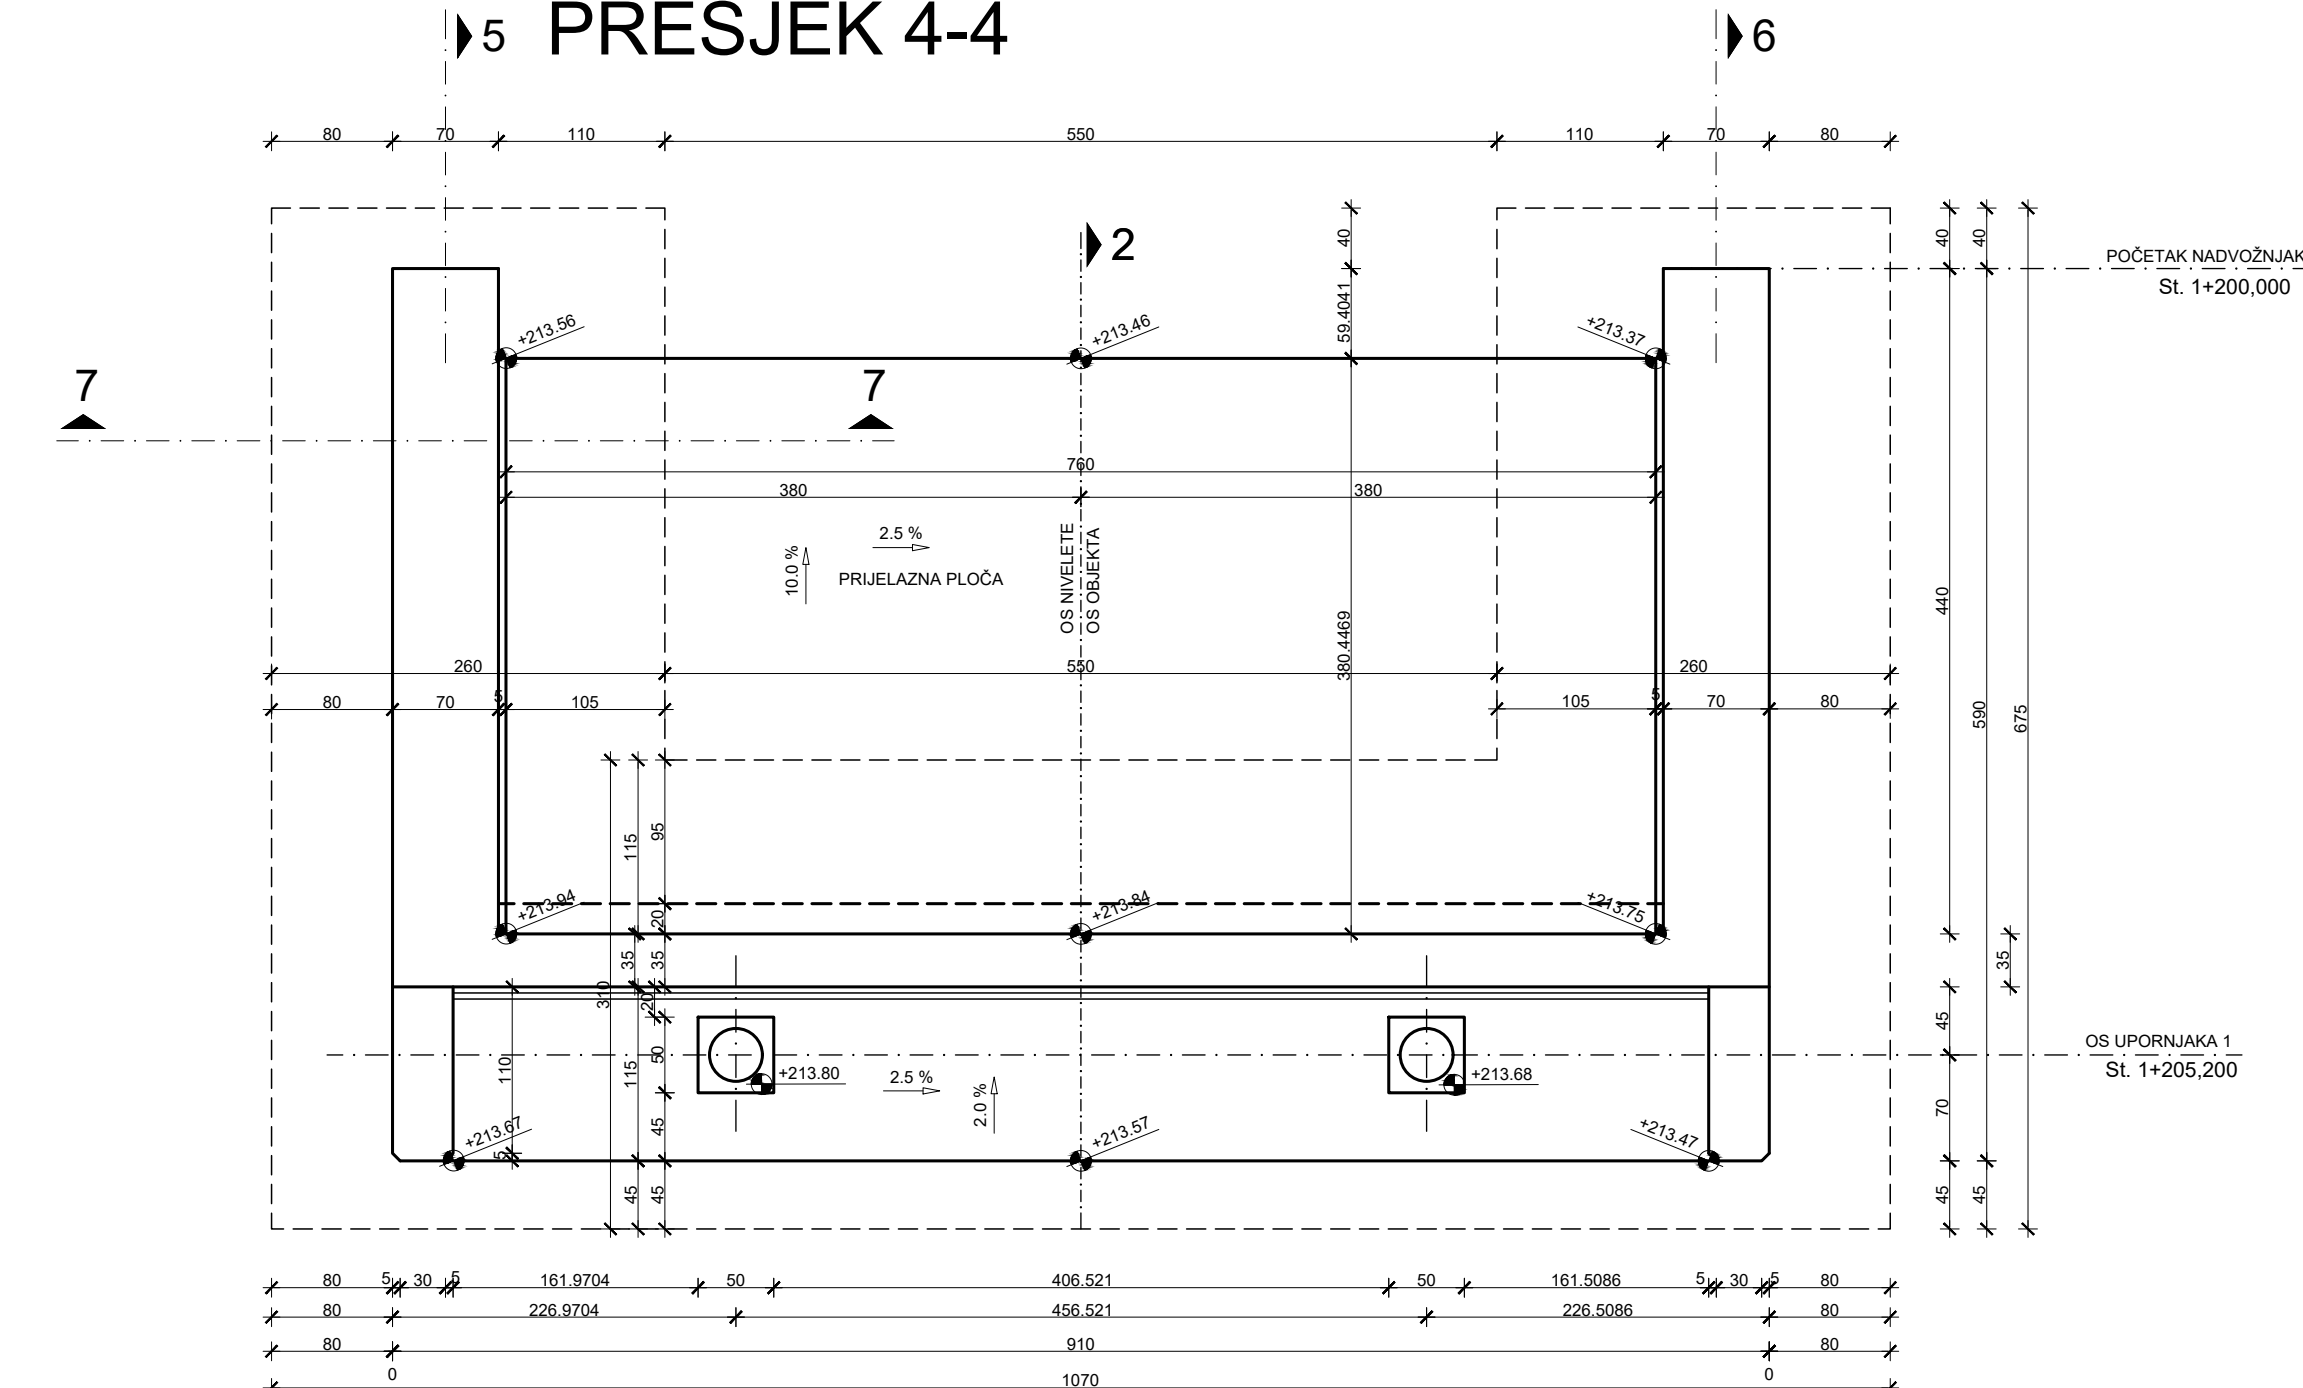 5 PRESJEK 4-4 6
80 70 110 550 110 70 80
2
40 40 40
POČETAK NADVOŽNJAK
St. 1+200,000
59.4041
+213.56 +213.46 +213.37
7 7
760
380 380
2.5 %
10.0 %
PRIJELAZNA PLOČA
OS NIVELETE
OS OBJEKTA
440
380.4469
260 550 260
80 70 5 105 105 5 70 80
590
675
115 95
+213.94 +213.84 +213.75
20
35 35 35
310
20
45
110 115 50
OS UPORNJAKA 1
St. 1+205,200
+213.80 2.5 % +213.68
2.0 %
70
45
+213.67 +213.57 +213.47
5
45 45 45 45
80 5 30 5 161.9704 50 406.521 50 161.5086 5 30 5 80
80 226.9704 456.521 226.5086 80
80 910 80
0 0
1070